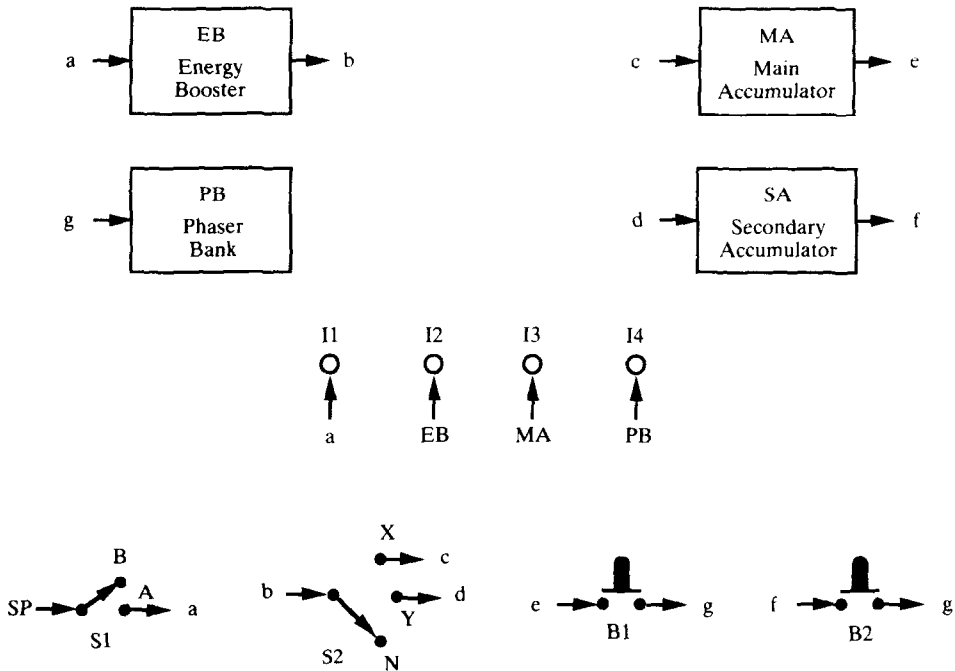 EB
MA
a
Energy
b
c
Main
e
Booster
Accumulator
PB
SA
g
Phaser
d
Secondary
f
Bank
Accumulator
I1 I2 I3 I4
a EB MA PB
X
B
c
A
b
d
SP
a
Y
e
g
f
g
S1
S2
N
B1
B2